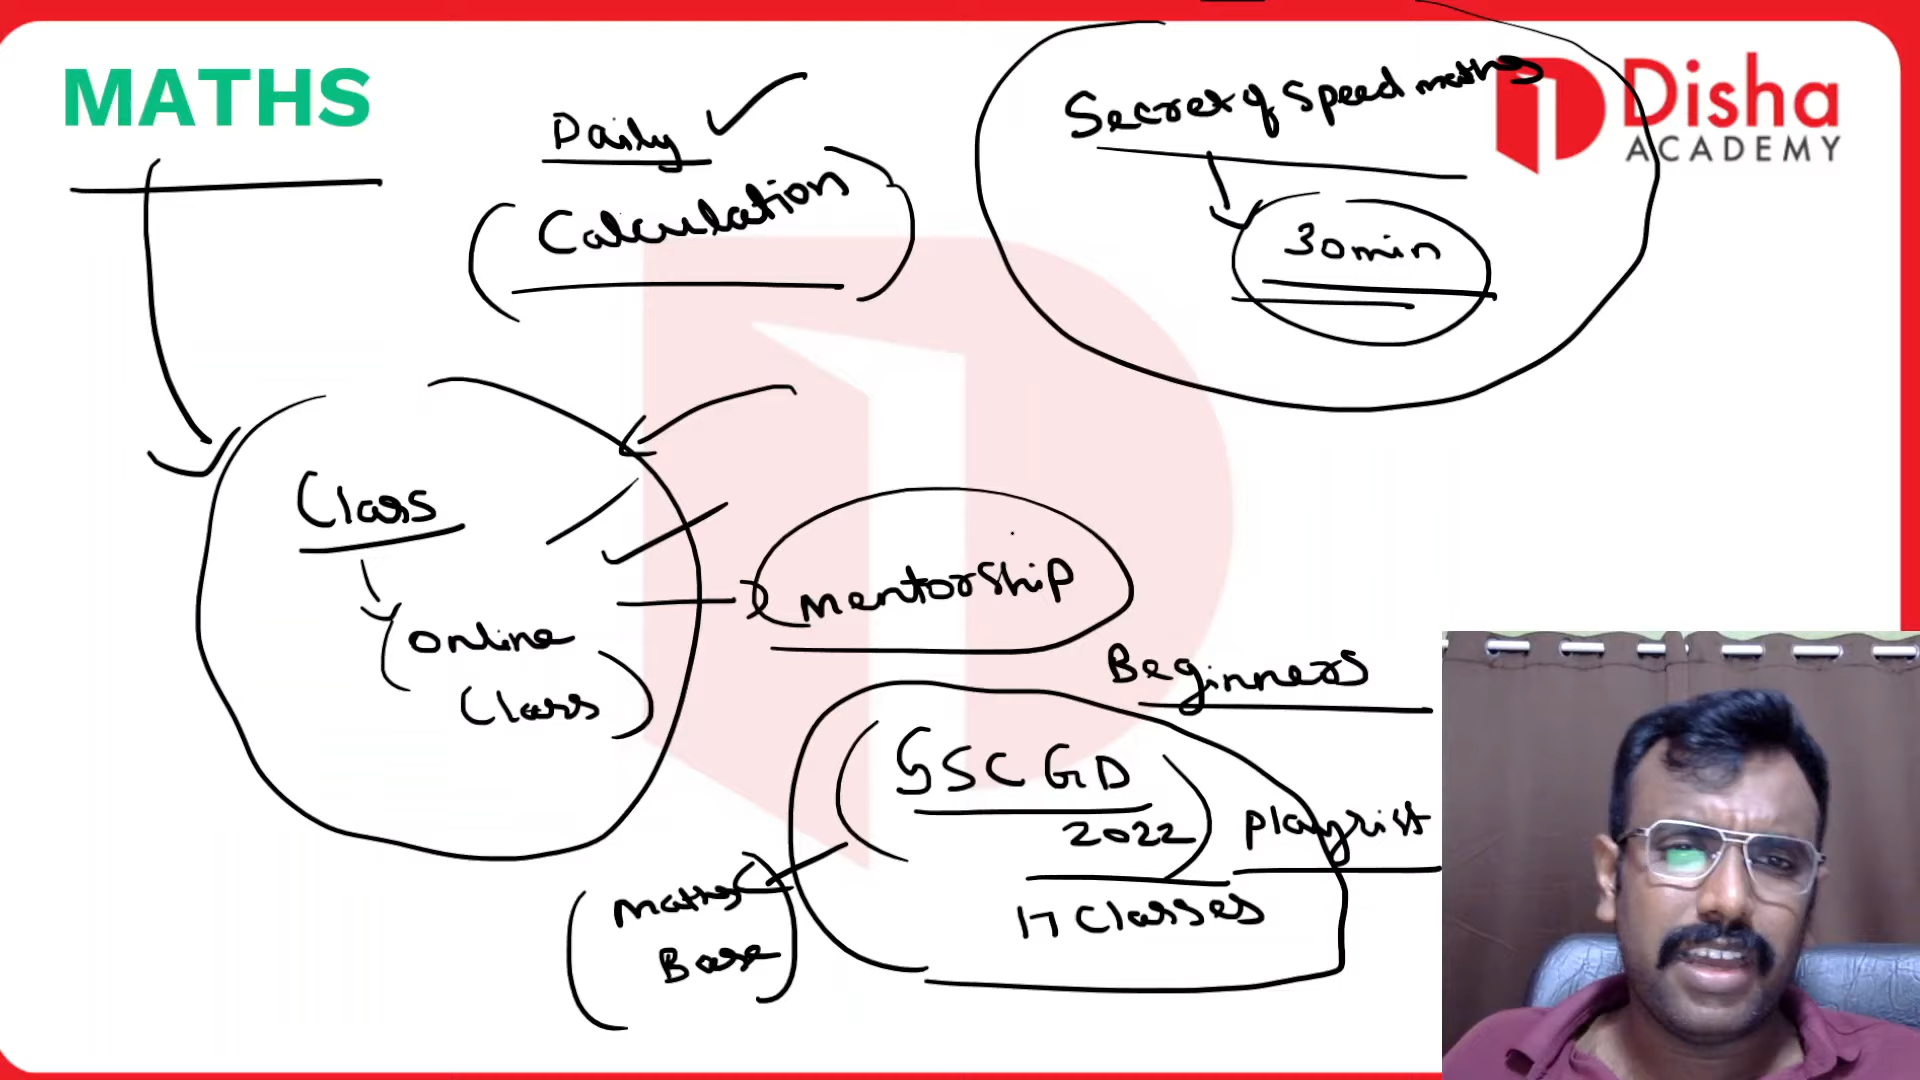 MATHS
Daily
Calculation
Secret of Speed maths
30min
Disha
ACADEMY
Class
online
Class
mentorship
Beginners
SSC GD
2022
Playlist
17 Classes
Maths
Base